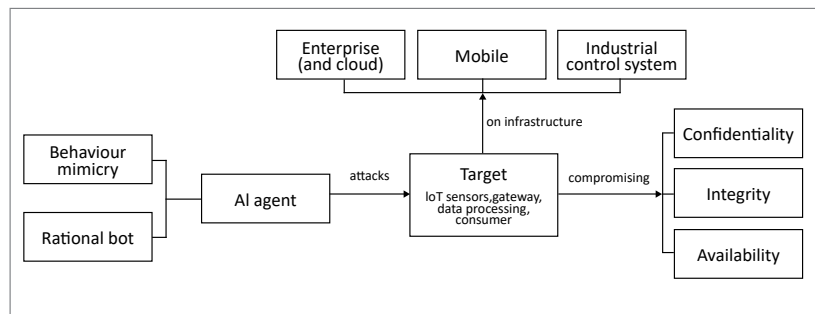 Enterprise
(and cloud)
Mobile
Industrial
control system
on infrastructure
Behaviour
mimicry
Rational bot
AI agent
attacks
Target
IoT sensors,gateway,
data processing,
consumer
compromising
Confidentiality
Integrity
Availability